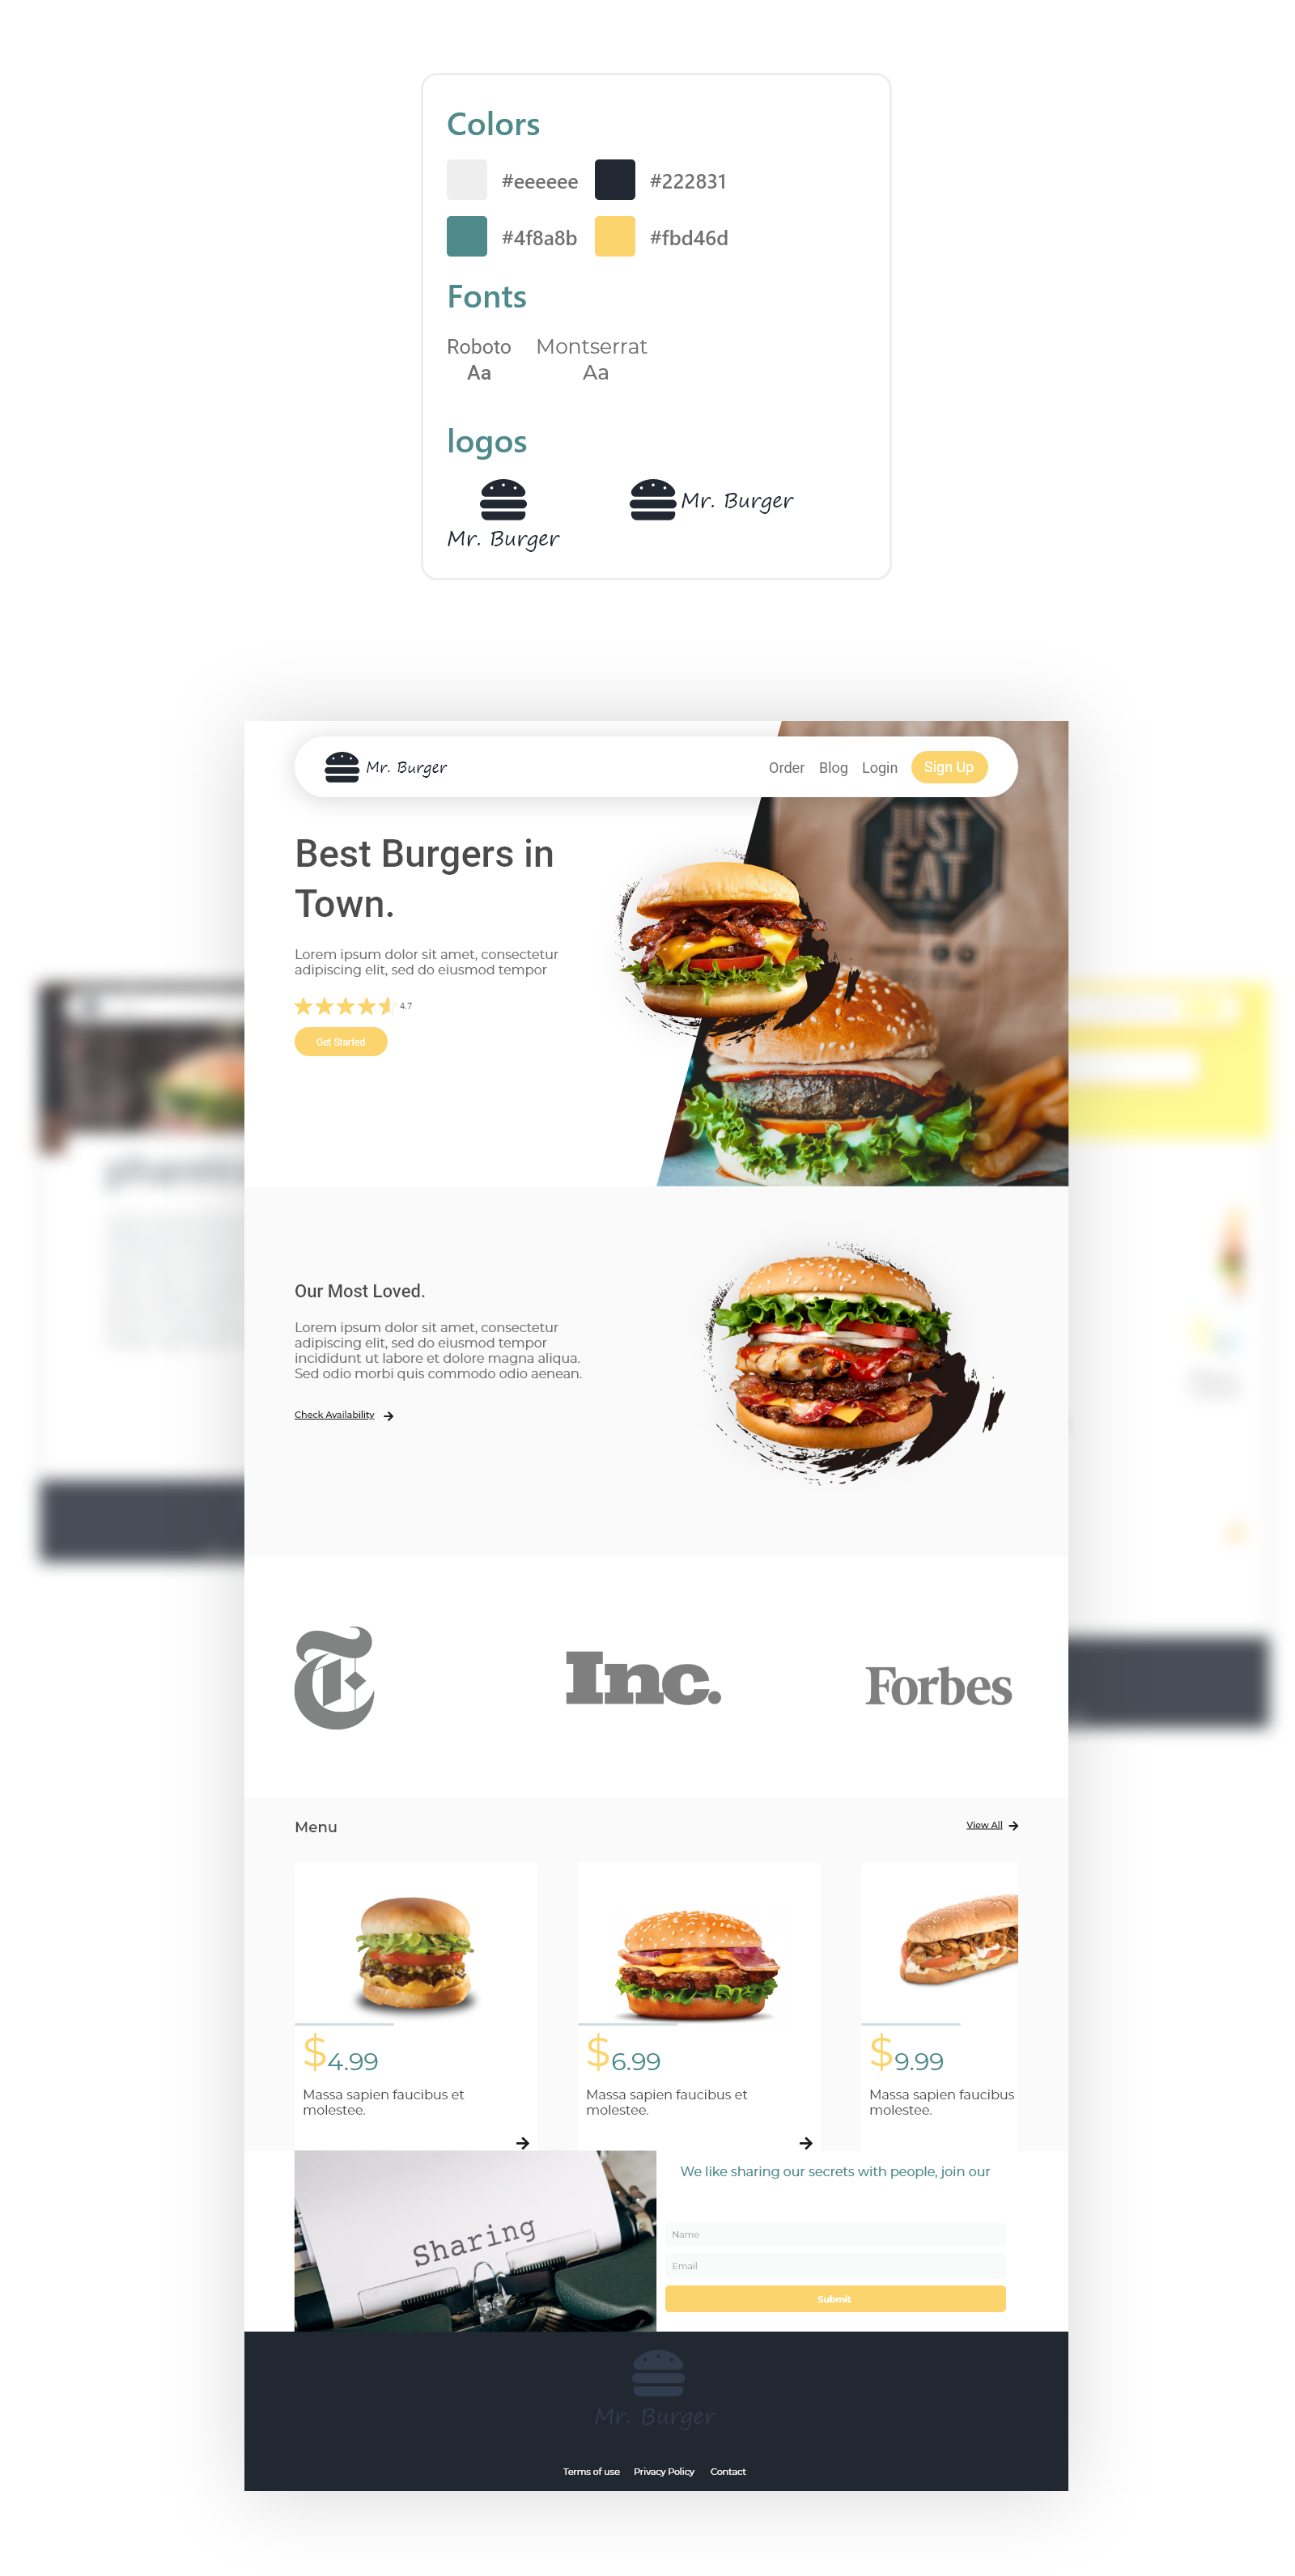 Colors
#eeeeee #222831
#4f8a8b #fbd46d
Fonts
Roboto Montserrat
Aa Aa
logos
Mr. Burger
Mr. Burger
Mr. Burger Order Blog Login Sign Up
Best Burgers in
Town.
Lorem ipsum dolor sit amet, consectetur
adipiscing elit, sed do eiusmod tempor
4.7
Get Started
JUST
EAT
Our Most Loved.
Lorem ipsum dolor sit amet, consectetur
adipiscing elit, sed do eiusmod tempor
incididunt ut labore et dolore magna aliqua.
Sed odio morbi quis commodo odio aenean.
Check Availability
T Inc. Forbes
Menu View All
$4.99 $6.99 $9.99
Massa sapien faucibus et Massa sapien faucibus et Massa sapien faucibus
molestee. molestee. molestee.
Sharing
We like sharing our secrets with people, join our
Name
Email
Submit
Mr. Burger
Terms of use Privacy Policy Contact